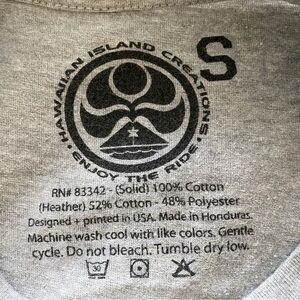 S
HAWAIIAN ISLAND CREATIONS
ENJOY THE RIDE
RN# 83342 - (Solid) 100% Cotton
(Heather) 52% Cotton - 48% Polyester
Designed + printed in USA. Made in Honduras.
Machine wash cool with like colors. Gentle
cycle. Do not bleach. Tumble dry low.
30